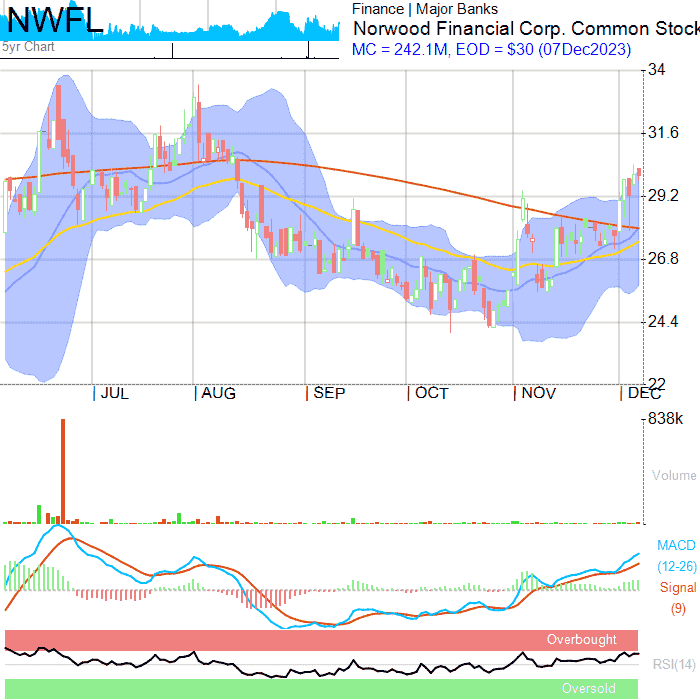 NWFL
5yr Chart
Finance | Major Banks
Norwood Financial Corp. Common Stock
MC = 242.1M, EOD = $30 (07Dec2023)
34
31.6
29.2
26.8
24.4
22
JUL
AUG
SEP
OCT
NOV
DEC
838k
Volume
MACD
(12-26)
Signal
(9)
Overbought
RSI(14)
Oversold